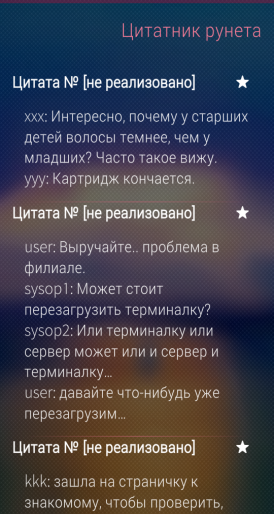 Цитатник рунета
Цитата № [не реализовано]
xxx: Интересно, почему у старших
детей волосы темнее, чем у
младших? Часто такое вижу.
yyy: Картридж кончается.
Цитата № [не реализовано]
user: Выручайте.. проблема в
филиале.
sysop1: Может стоит
перезагрузить терминалку?
sysop2: Или терминалку или
сервер может или и сервер и
терминалку...
user: давайте что-нибудь уже
перезагрузим...
Цитата № [не реализовано]
kkk: зашла на страничку к
знакомому, чтобы проверить,